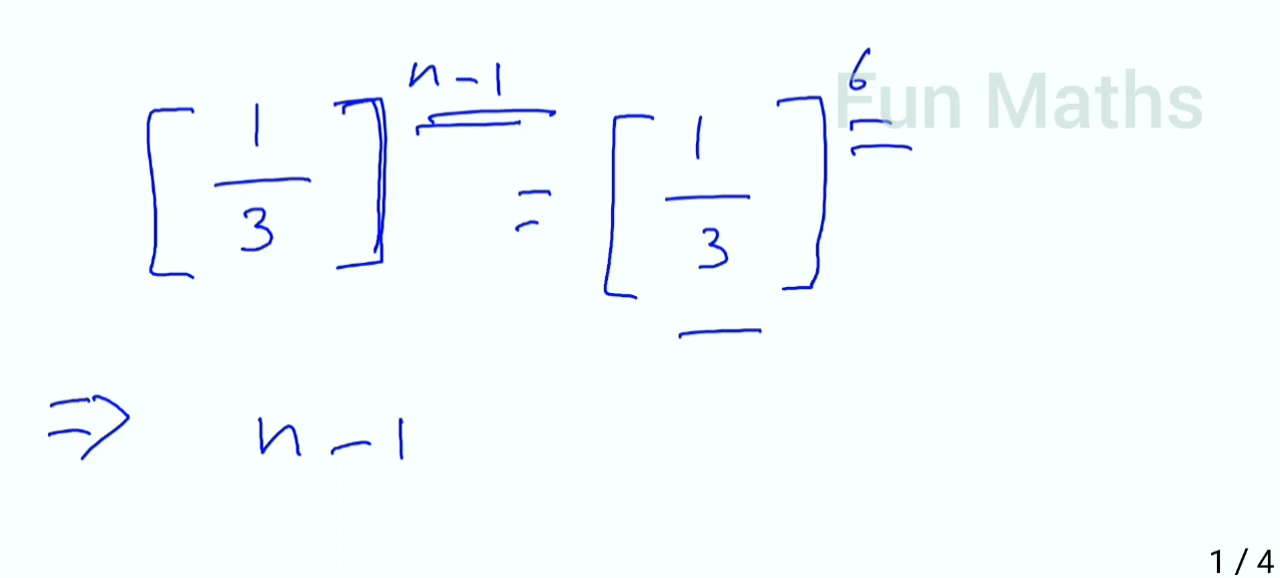 Fun Maths
[1/3]^{n-1} = [1/3]^6
⇒ n - 1
1 / 4